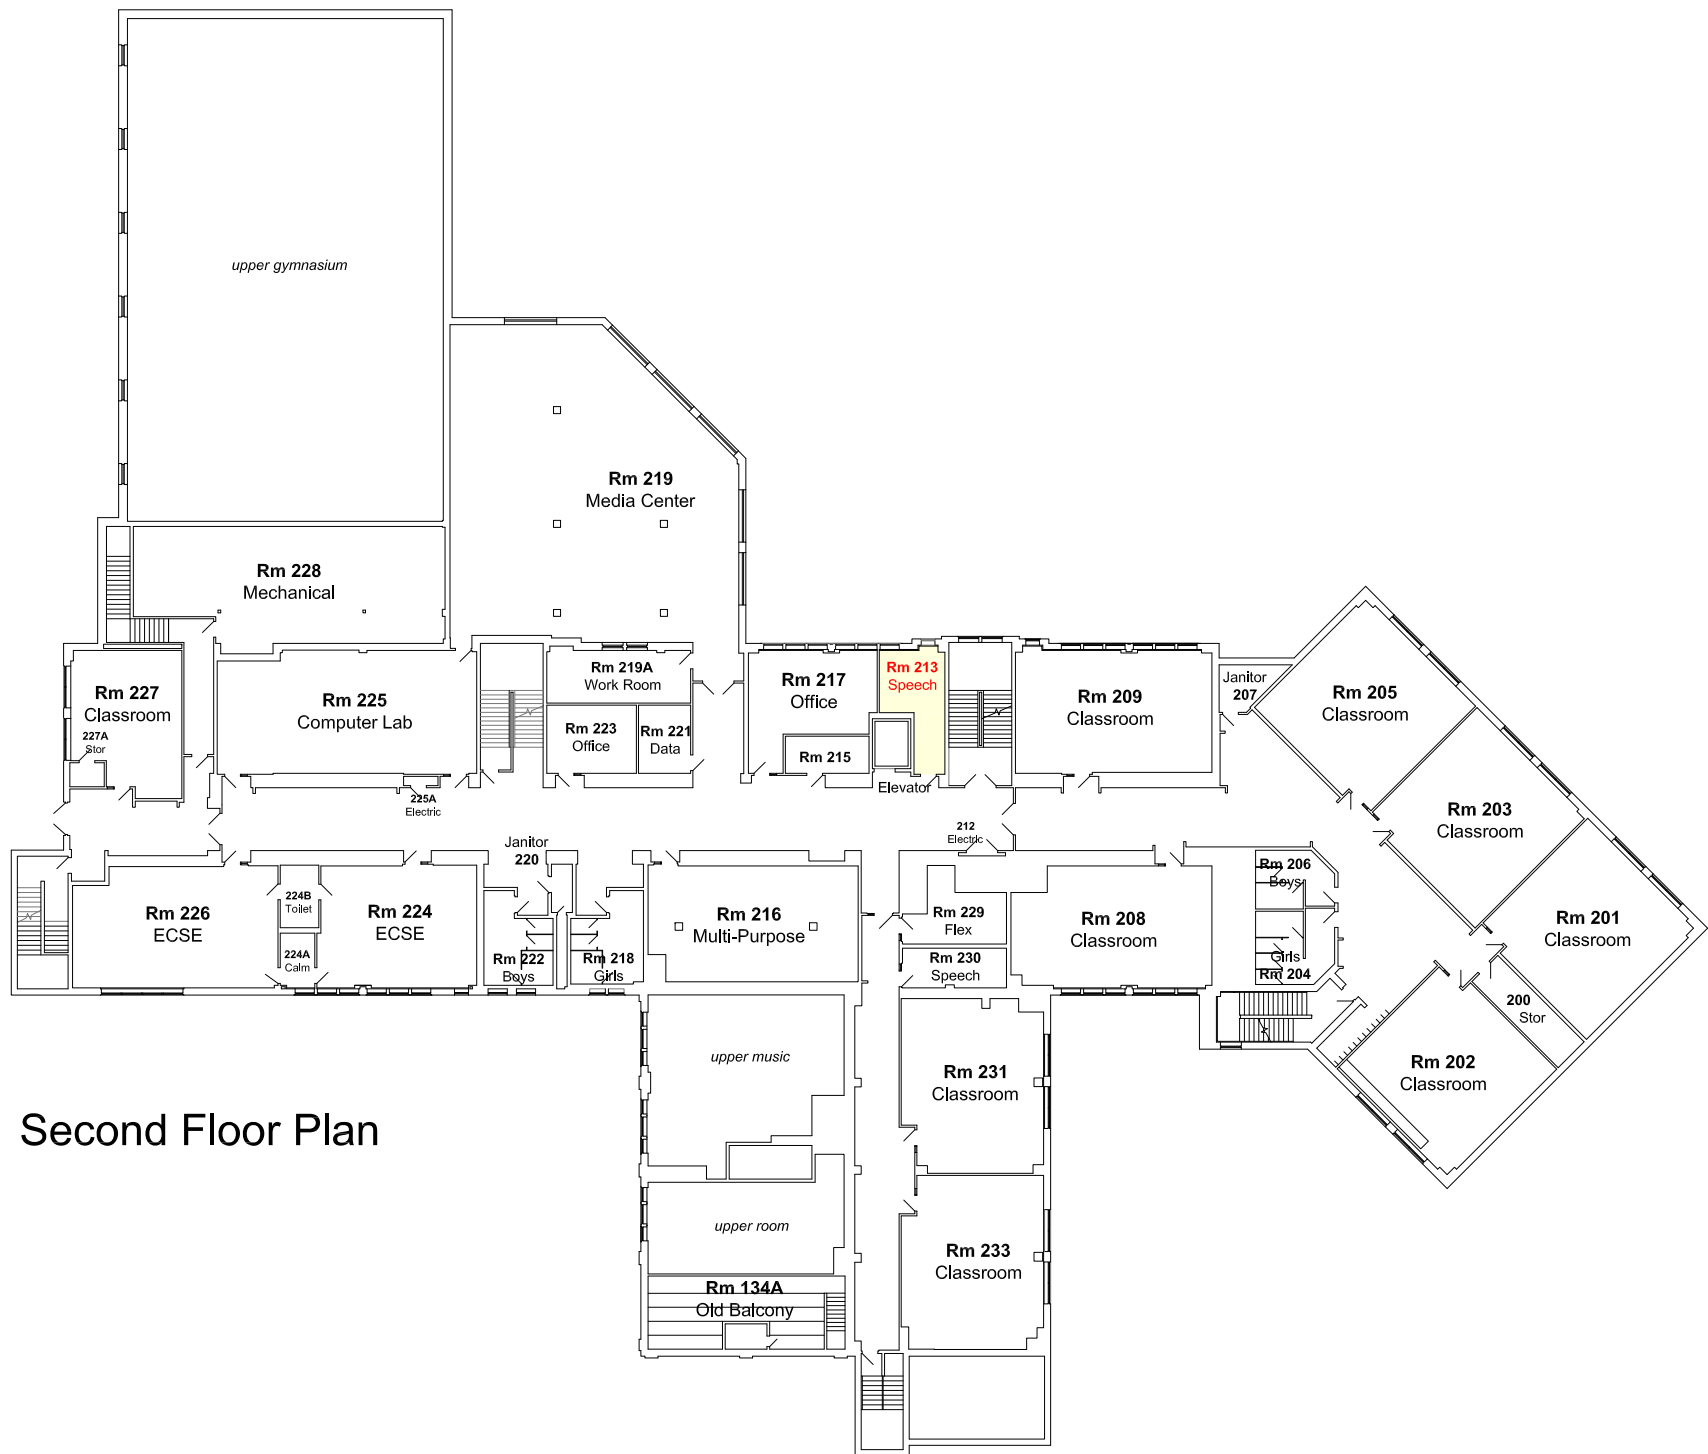 upper gymnasium
Rm 219
Media Center
Rm 228
Mechanical
Rm 227
Classroom
227A
Stor
Rm 225
Computer Lab
225A
Electric
Rm 219A
Work Room
Rm 223
Office
Rm 221
Data
Rm 217
Office
Rm 215
Rm 213
Speech
Elevator
Rm 209
Classroom
Janitor
207
Rm 205
Classroom
Rm 203
Classroom
Rm 201
Classroom
212
Electric
Janitor
220
Rm 226
ECSE
224B
Toilet
224A
Calm
Rm 224
ECSE
Rm 222
Boys
Rm 218
Girls
Rm 216
Multi-Purpose
Rm 229
Flex
Rm 230
Speech
Rm 208
Classroom
Rm 206
Boys
Girls
Rm 204
200
Stor
Rm 202
Classroom
upper music
Rm 231
Classroom
Second Floor Plan
upper room
Rm 233
Classroom
Rm 134A
Old Balcony